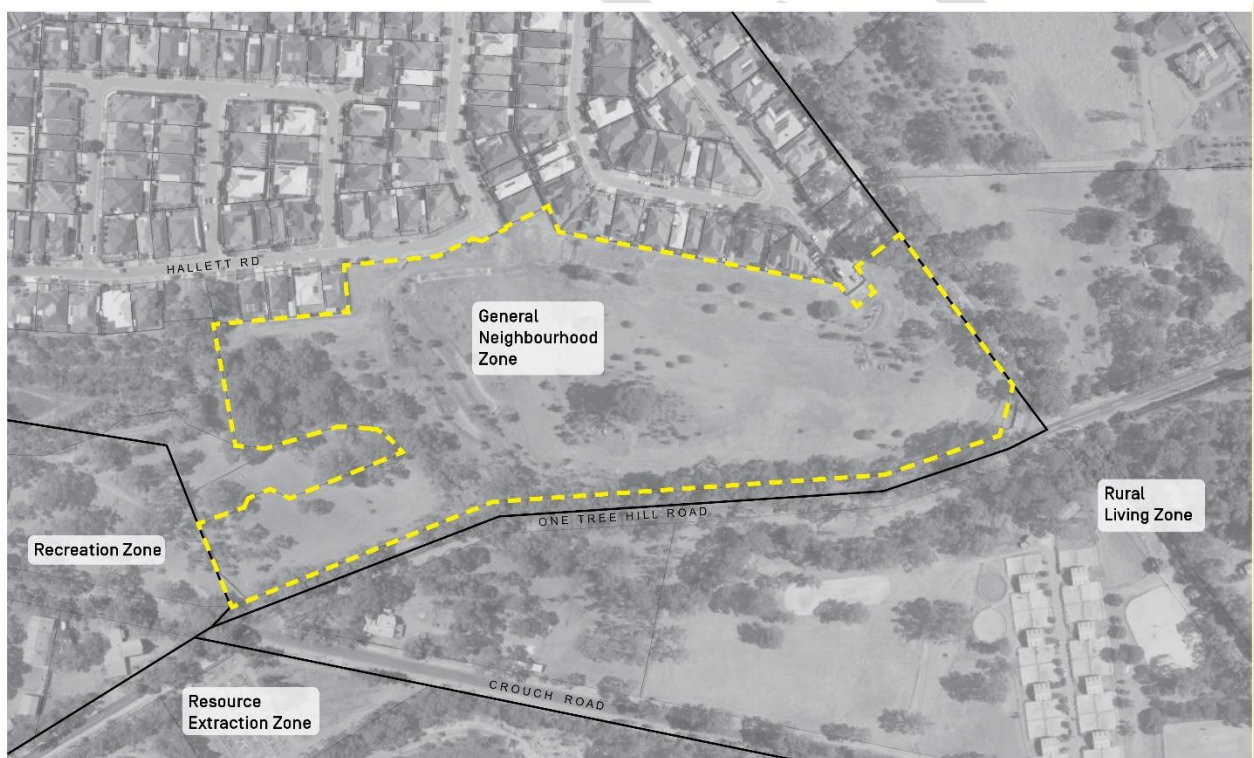 HALLETT RD
General
Neighbourhood
Zone
Rural
Living Zone
ONE TREE HILL ROAD
Recreation Zone
CROUCH ROAD
Resource
Extraction Zone